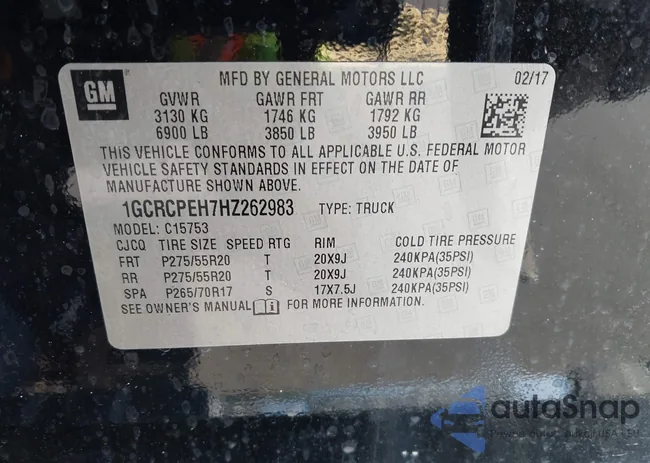 GM
MFD BY GENERAL MOTORS LLC 02/17
GVWR GAWR FRT GAWR RR
3130 KG 1746 KG 1792 KG
6900 LB 3850 LB 3950 LB
THIS VEHICLE CONFORMS TO ALL APPLICABLE U.S. FEDERAL MOTOR
VEHICLE SAFETY STANDARDS IN EFFECT ON THE DATE OF
MANUFACTURE SHOWN ABOVE.
1GCRCPEH7HZ262983 TYPE: TRUCK
MODEL: C15753
CJCQ TIRE SIZE SPEED RTG RIM COLD TIRE PRESSURE
FRT P275/55R20 T 20X9J 240KPA(35PSI)
RR P275/55R20 T 20X9J 240KPA(35PSI)
SPA P265/70R17 S 17X7.5J 240KPA(35PSI)
SEE OWNER'S MANUAL FOR MORE INFORMATION.
autoSnap